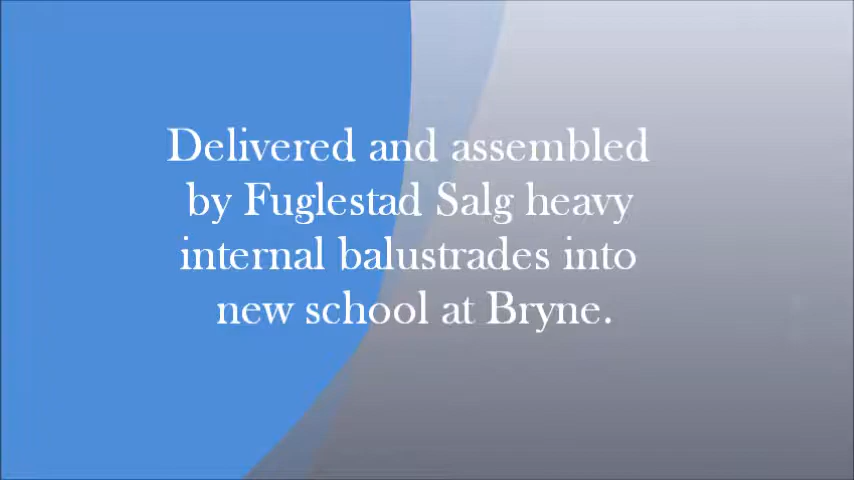 Delivered and assembled
by Fuglestad Salg heavy
internal balustrades into
new school at Bryne.